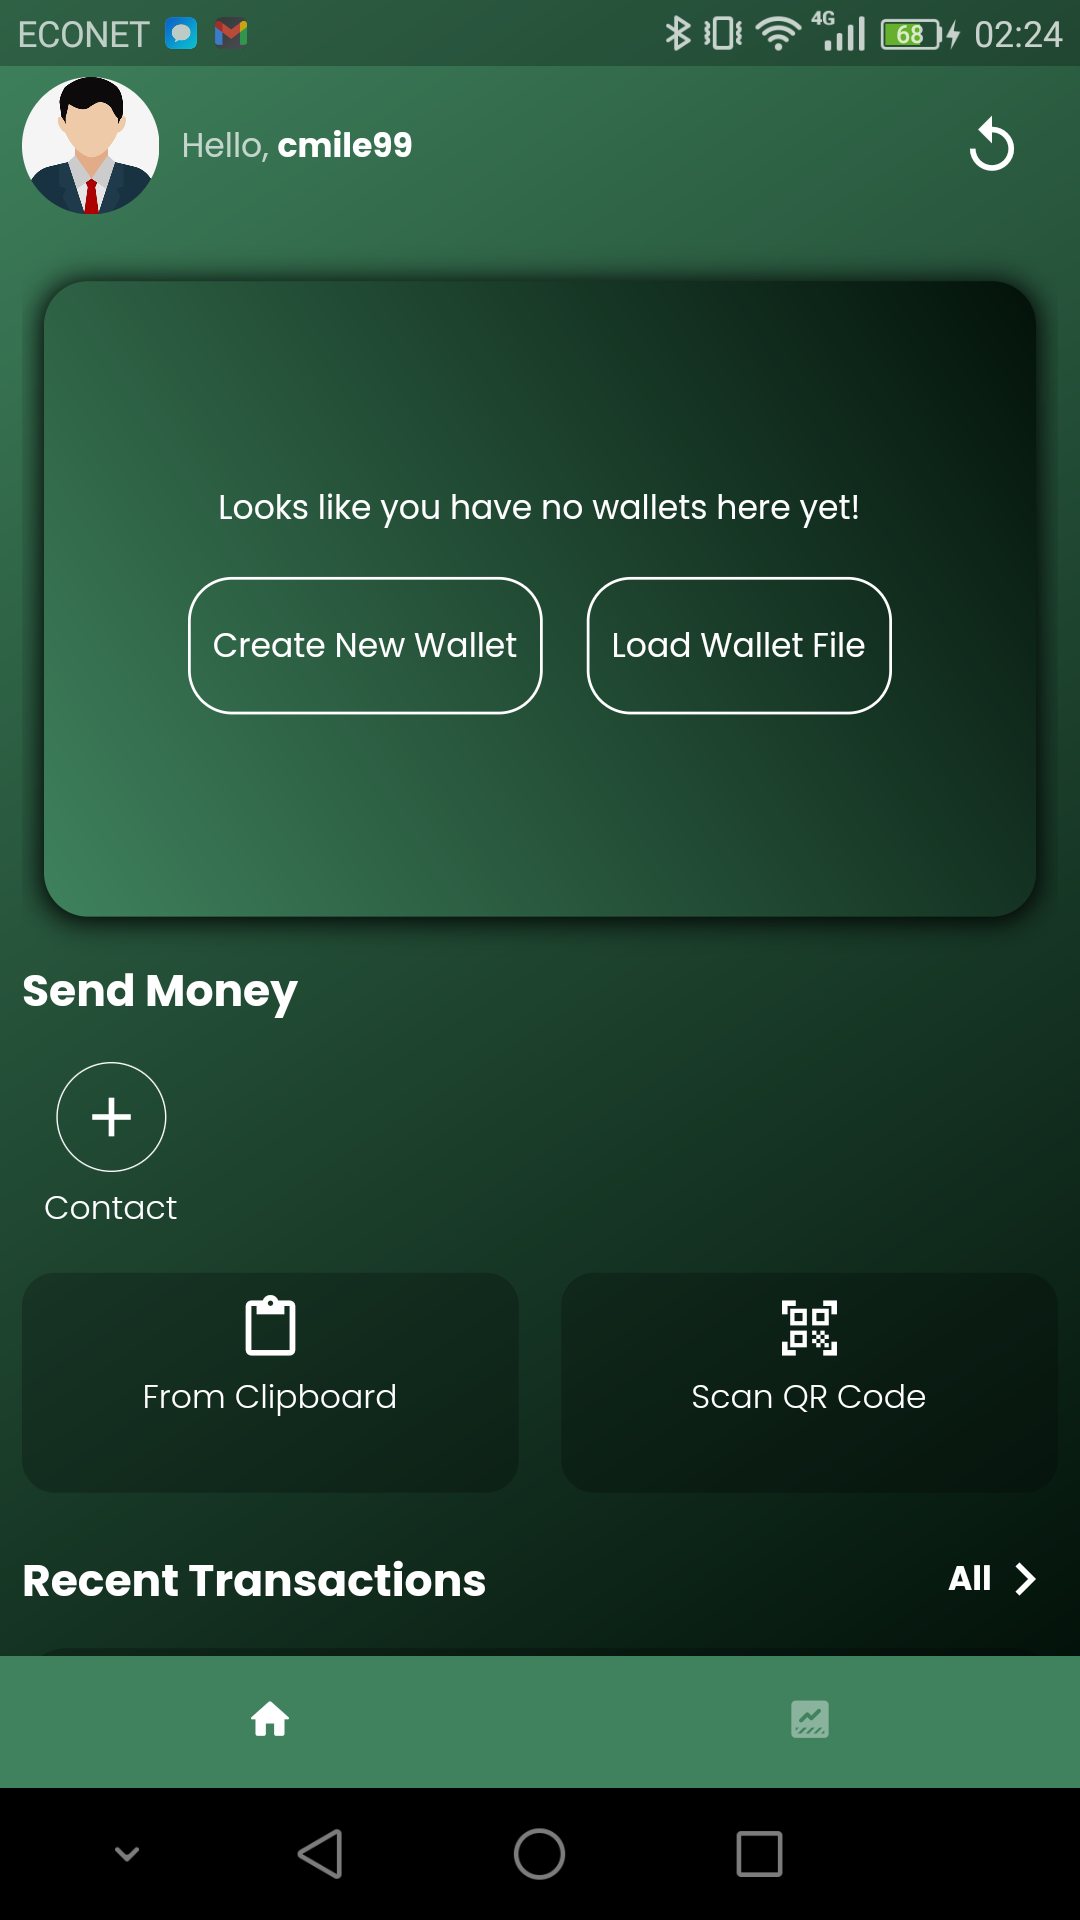 ECONET 4G 68 02:24
Hello, cmile99
Looks like you have no wallets here yet!
Create New Wallet Load Wallet File
Send Money
Contact
From Clipboard Scan QR Code
Recent Transactions All